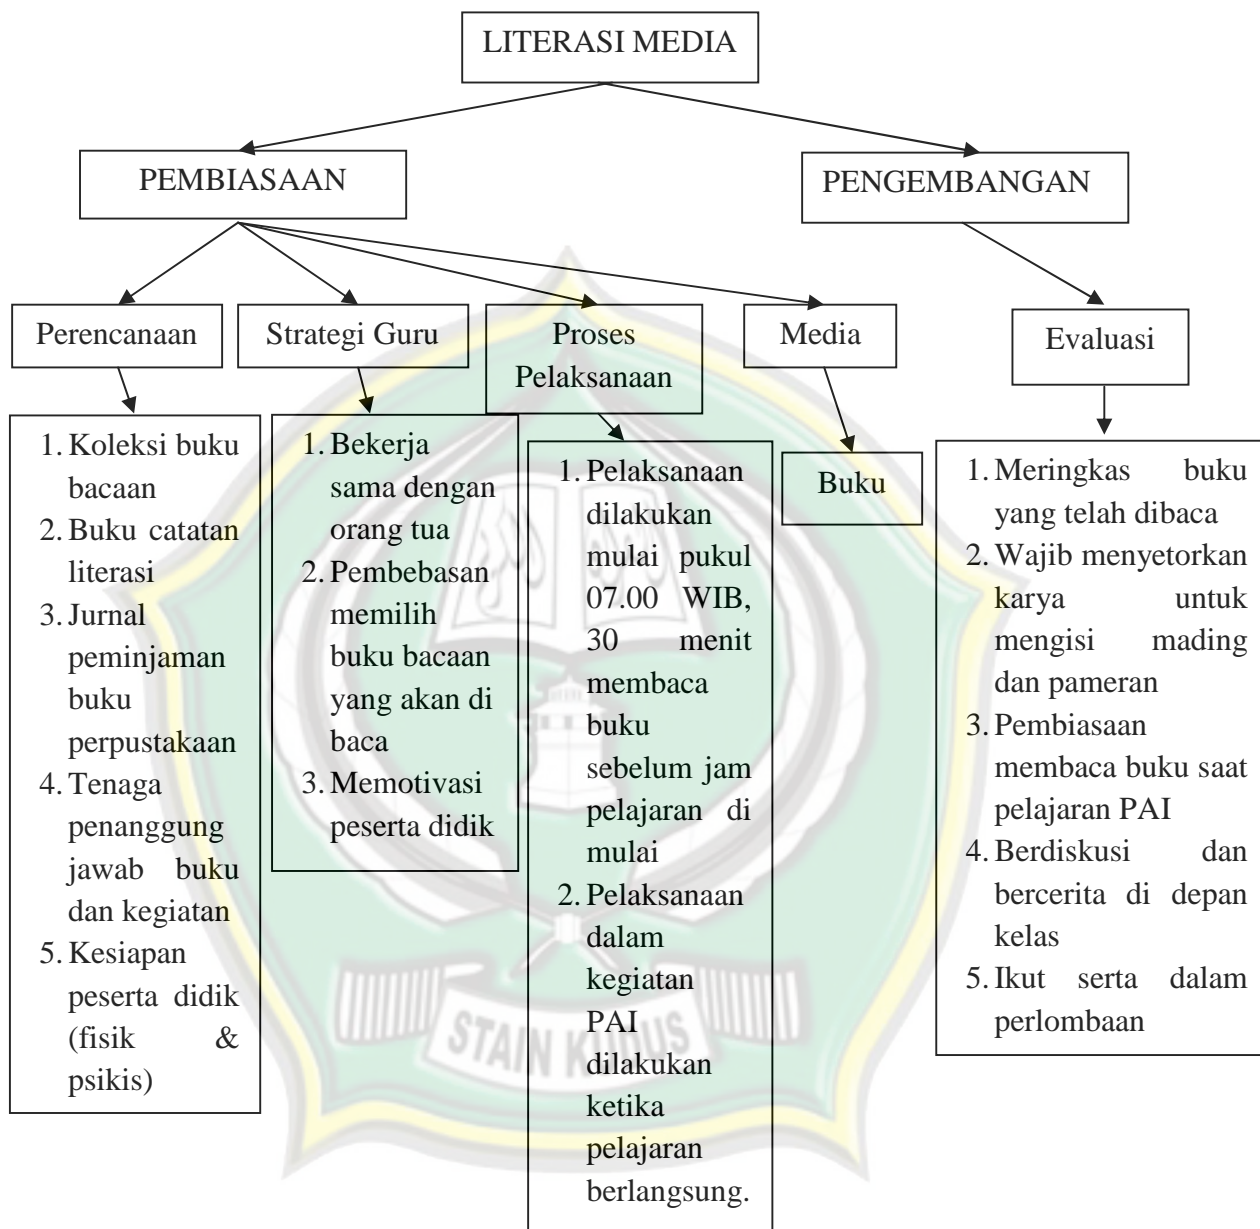 LITERASI MEDIA
PEMBIASAAN
PENGEMBANGAN
Perencanaan
Strategi Guru
Proses
Pelaksanaan
Media
Evaluasi
1. Koleksi buku
bacaan
2. Buku catatan
literasi
3. Jurnal
peminjaman
buku
perpustakaan
4. Tenaga
penanggung
jawab buku
dan kegiatan
5. Kesiapan
peserta didik
(fisik &
psikis)
1. Bekerja
sama dengan
orang tua
2. Pembebasan
memilih
buku bacaan
yang akan di
baca
3. Memotivasi
peserta didik
1. Pelaksanaan
dilakukan
mulai pukul
07.00 WIB,
30 menit
membaca
buku
sebelum jam
pelajaran di
mulai
2. Pelaksanaan
dalam
kegiatan
PAI
dilakukan
ketika
pelajaran
berlangsung.
Buku
1. Meringkas buku
yang telah dibaca
2. Wajib menyetorkan
karya untuk
mengisi mading
dan pameran
3. Pembiasaan
membaca buku saat
pelajaran PAI
4. Berdiskusi dan
bercerita di depan
kelas
5. Ikut serta dalam
perlombaan
STAIN KUDUS